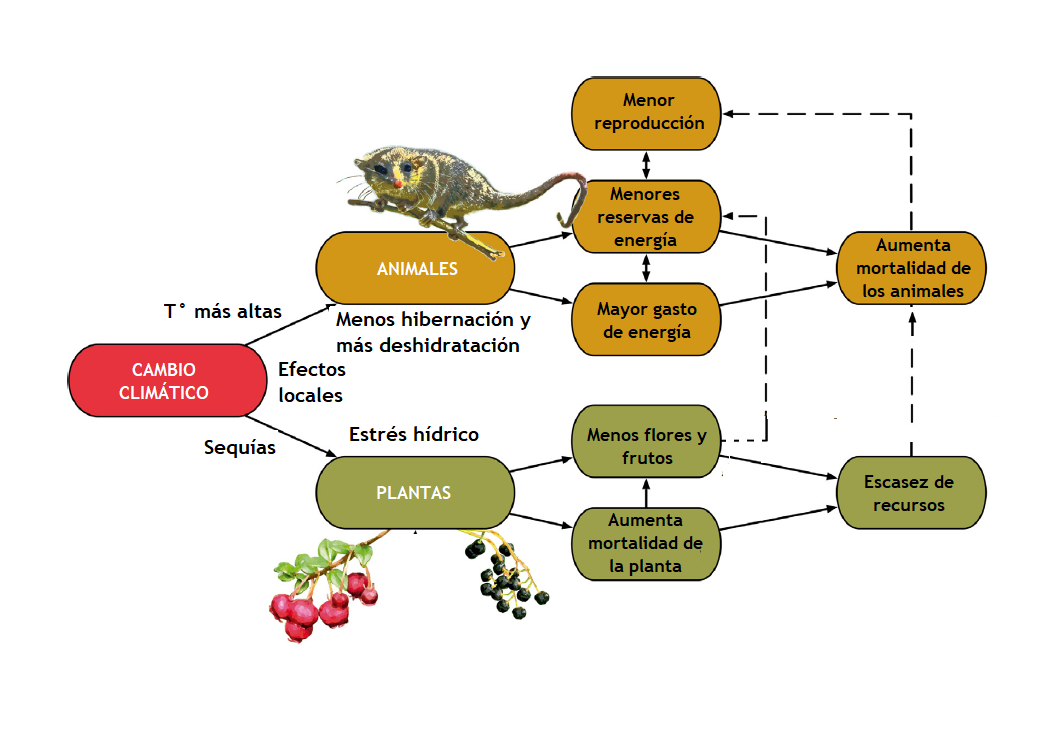 Menor
reproducción
Menores
reservas de
energía
ANIMALES
Aumenta
mortalidad de
los animales
T° más altas
Menos hibernación y
más deshidratación
Mayor gasto
de energía
CAMBIO
CLIMÁTICO
Efectos
locales
Sequías
Estrés hídrico
Menos flores y
frutos
PLANTAS
Escasez de
recursos
Aumenta
mortalidad de
la planta